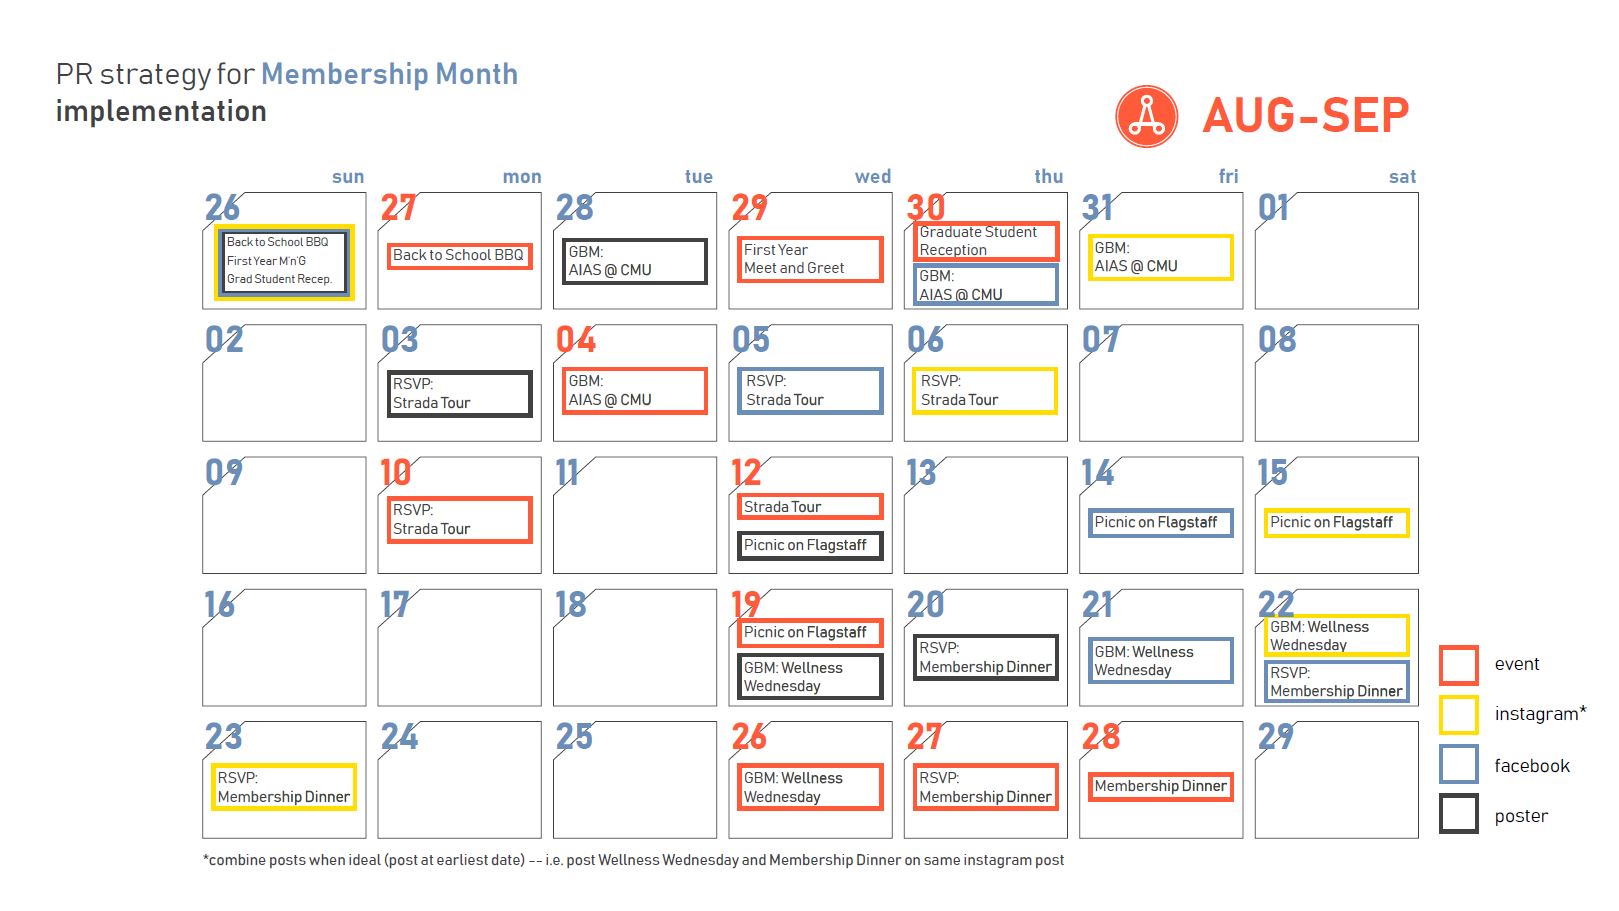 PR strategy for Membership Month
implementation
AUG-SEP
sun mon tue wed thu fri sat
26 27 28 29 30 31 01
Back to School BBQ
First Year M'n'G
Grad Student Recep.
Back to School BBQ
GBM:
AIAS @ CMU
First Year
Meet and Greet
Graduate Student
Reception
GBM:
AIAS @ CMU
GBM:
AIAS @ CMU
02 03 04 05 06 07 08
RSVP:
Strada Tour
GBM:
AIAS @ CMU
RSVP:
Strada Tour
RSVP:
Strada Tour
09 10 11 12 13 14 15
RSVP:
Strada Tour
Strada Tour
Picnic on Flagstaff
Picnic on Flagstaff
Picnic on Flagstaff
16 17 18 19 20 21 22
Picnic on Flagstaff
GBM: Wellness
Wednesday
RSVP:
Membership Dinner
GBM: Wellness
Wednesday
GBM: Wellness
Wednesday
RSVP:
Membership Dinner
23 24 25 26 27 28 29
RSVP:
Membership Dinner
GBM: Wellness
Wednesday
RSVP:
Membership Dinner
Membership Dinner
event
instagram*
facebook
poster
*combine posts when ideal (post at earliest date) -- i.e. post Wellness Wednesday and Membership Dinner on same instagram post